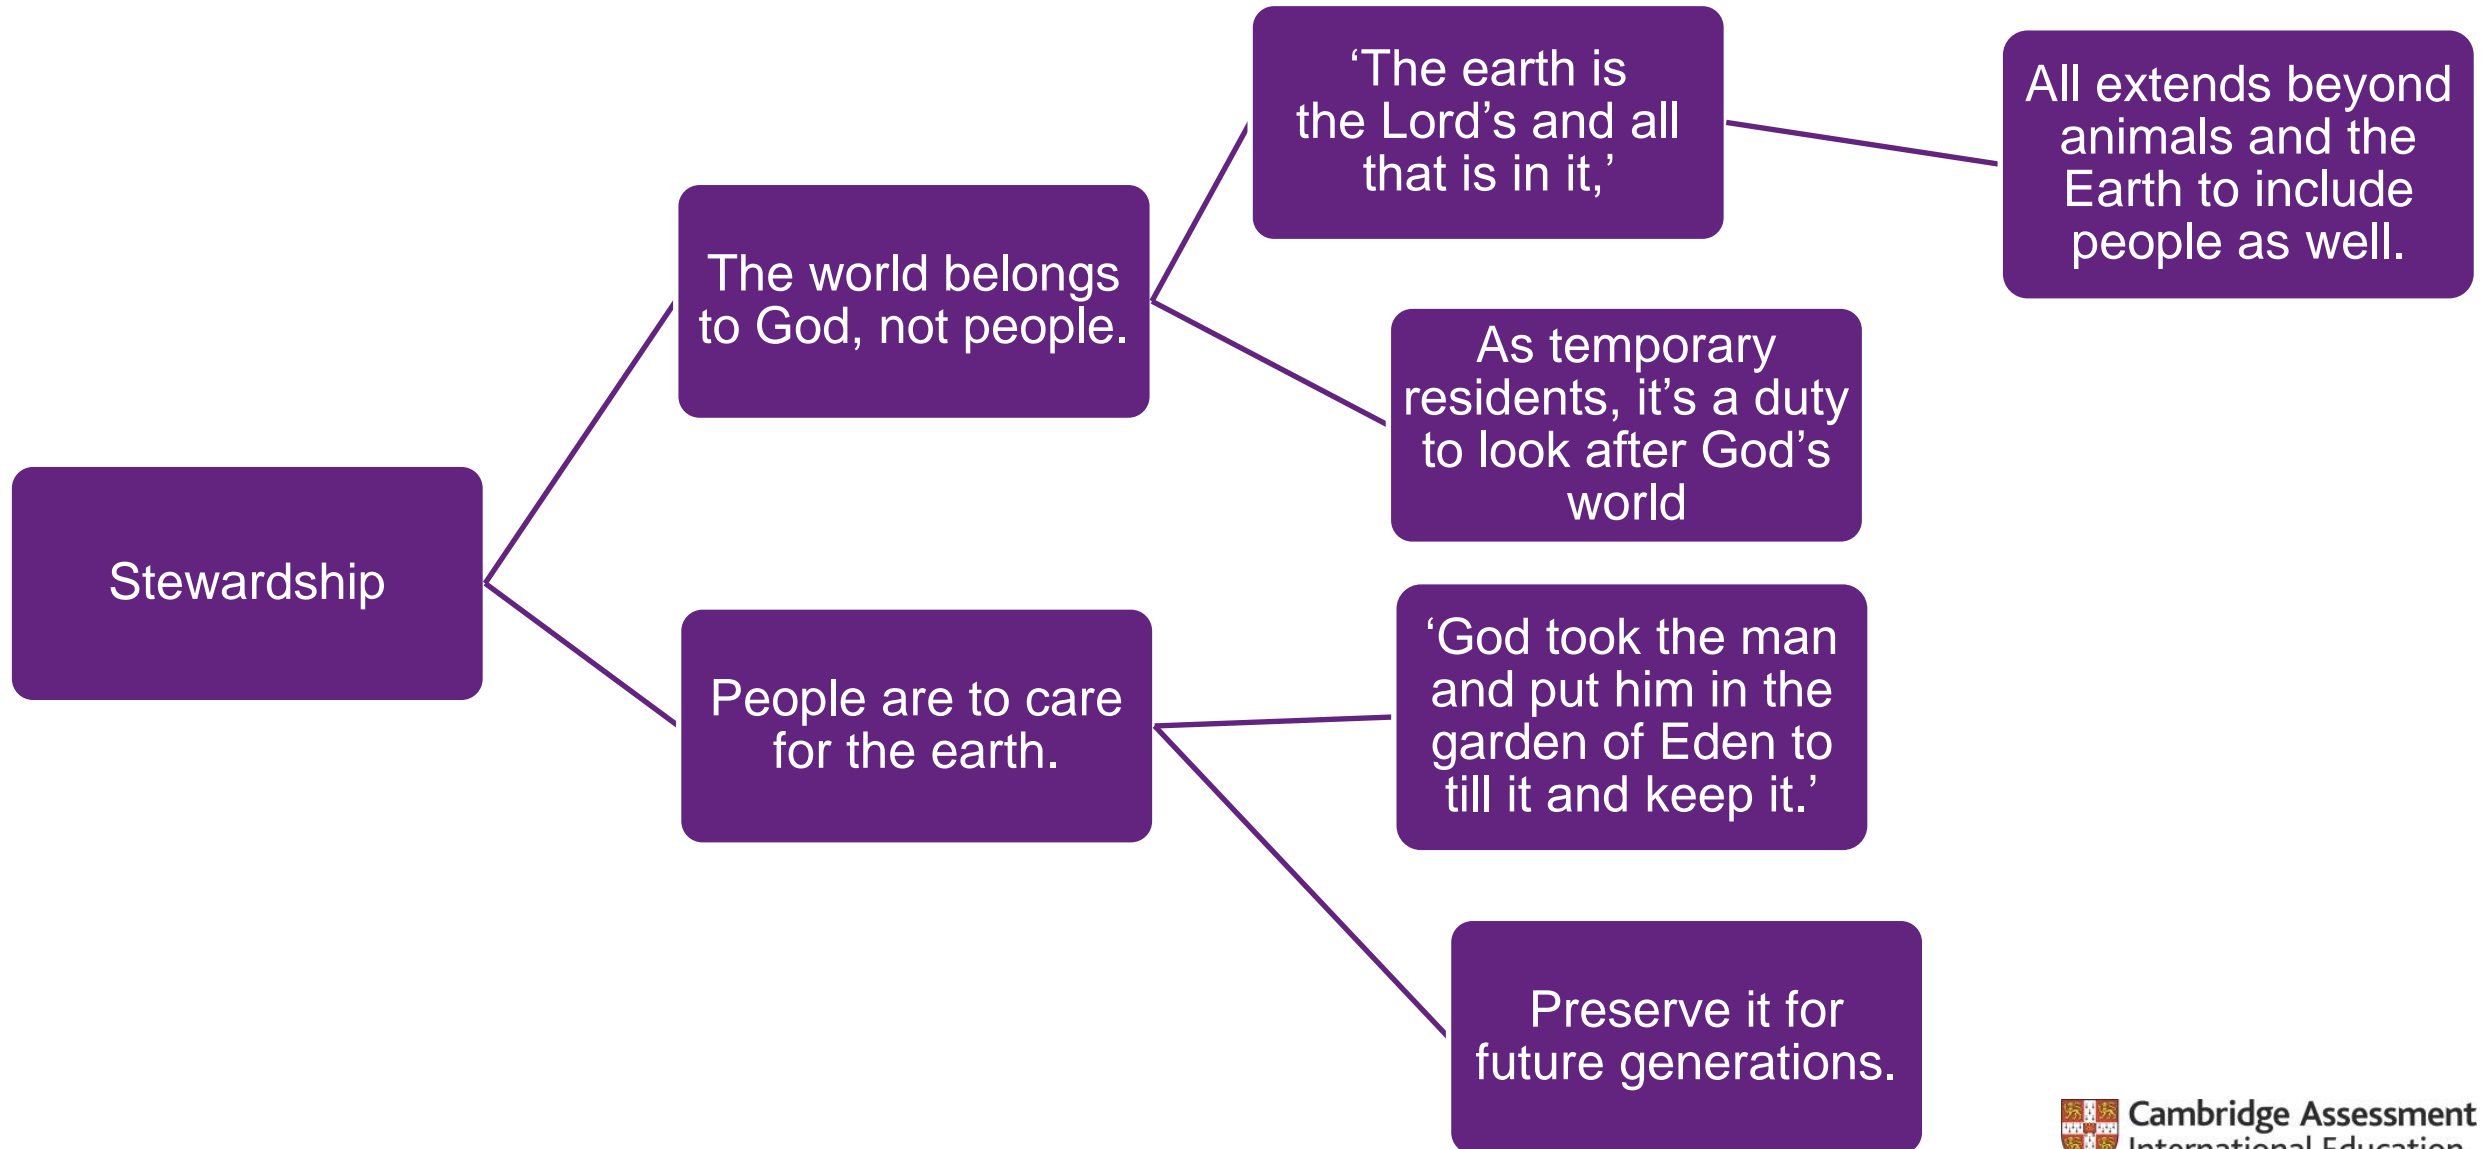 Stewardship
The world belongs
to God, not people.
‘The earth is
the Lord’s and all
that is in it,’
All extends beyond
animals and the
Earth to include
people as well.
As temporary
residents, it’s a duty
to look after God’s
world
People are to care
for the earth.
‘God took the man
and put him in the
garden of Eden to
till it and keep it.’
Preserve it for
future generations.
Cambridge Assessment
International Education